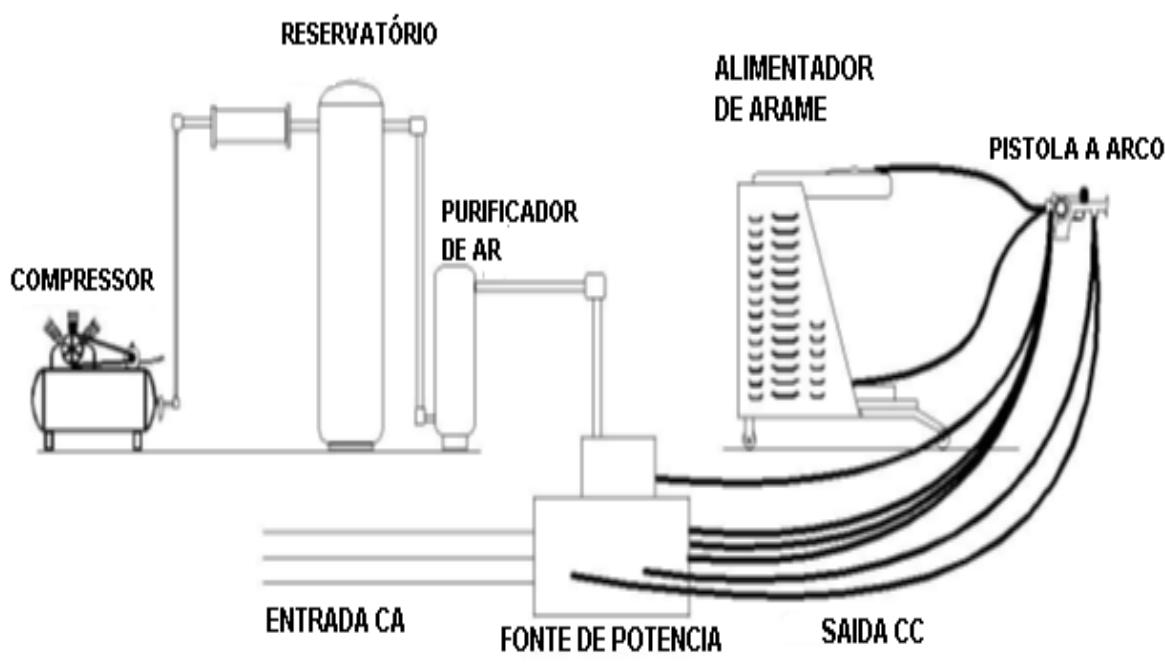 RESERVATÓRIO
ALIMENTADOR
DE ARAME
PISTOLA A ARCO
PURIFICADOR
DE AR
COMPRESSOR
ENTRADA CA
FONTE DE POTENCIA
SAIDA CC